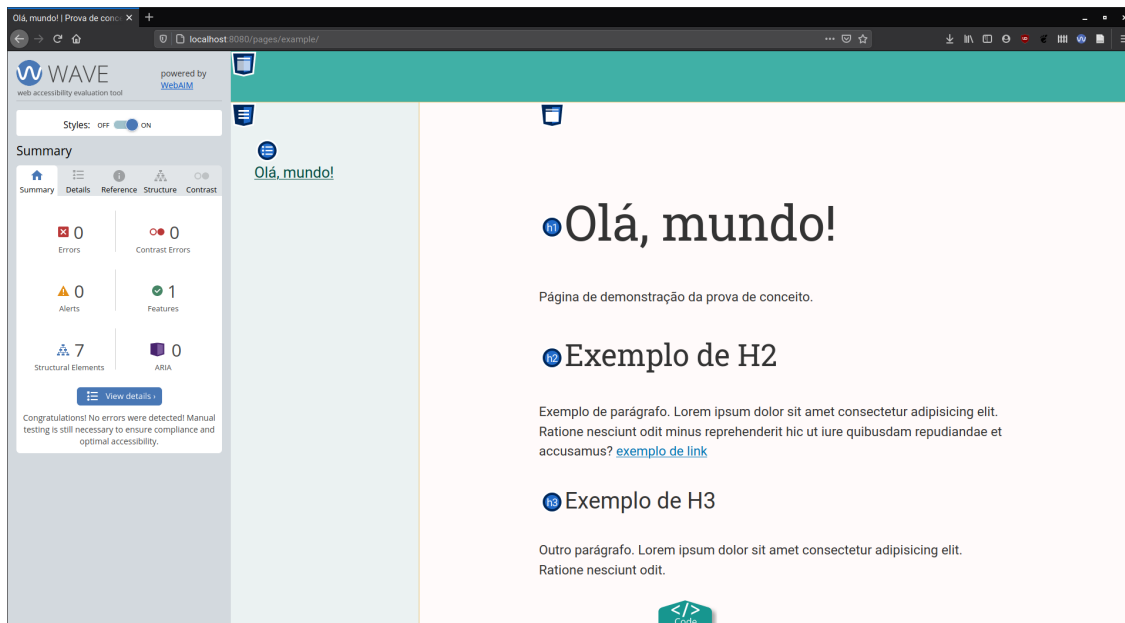 Olá, mundo! | Prova de conc
localhost:8080/pages/example/
WAVE
web accessibility evaluation tool
powered by
WebAIM
Styles: OFF ON
Summary
Summary Details Reference Structure Contrast
0
Errors
0
Contrast Errors
0
Alerts
1
Features
7
Structural Elements
0
ARIA
View details ›
Congratulations! No errors were detected! Manual
testing is still necessary to ensure compliance and
optimal accessibility.
Olá, mundo!
h1 Olá, mundo!
Página de demonstração da prova de conceito.
h2 Exemplo de H2
Exemplo de parágrafo. Lorem ipsum dolor sit amet consectetur adipisicing elit.
Ratione nesciunt odit minus reprehenderit hic ut iure quibusdam repudiandae et
accusamus? exemplo de link
h3 Exemplo de H3
Outro parágrafo. Lorem ipsum dolor sit amet consectetur adipisicing elit.
Ratione nesciunt odit.
</>
Code